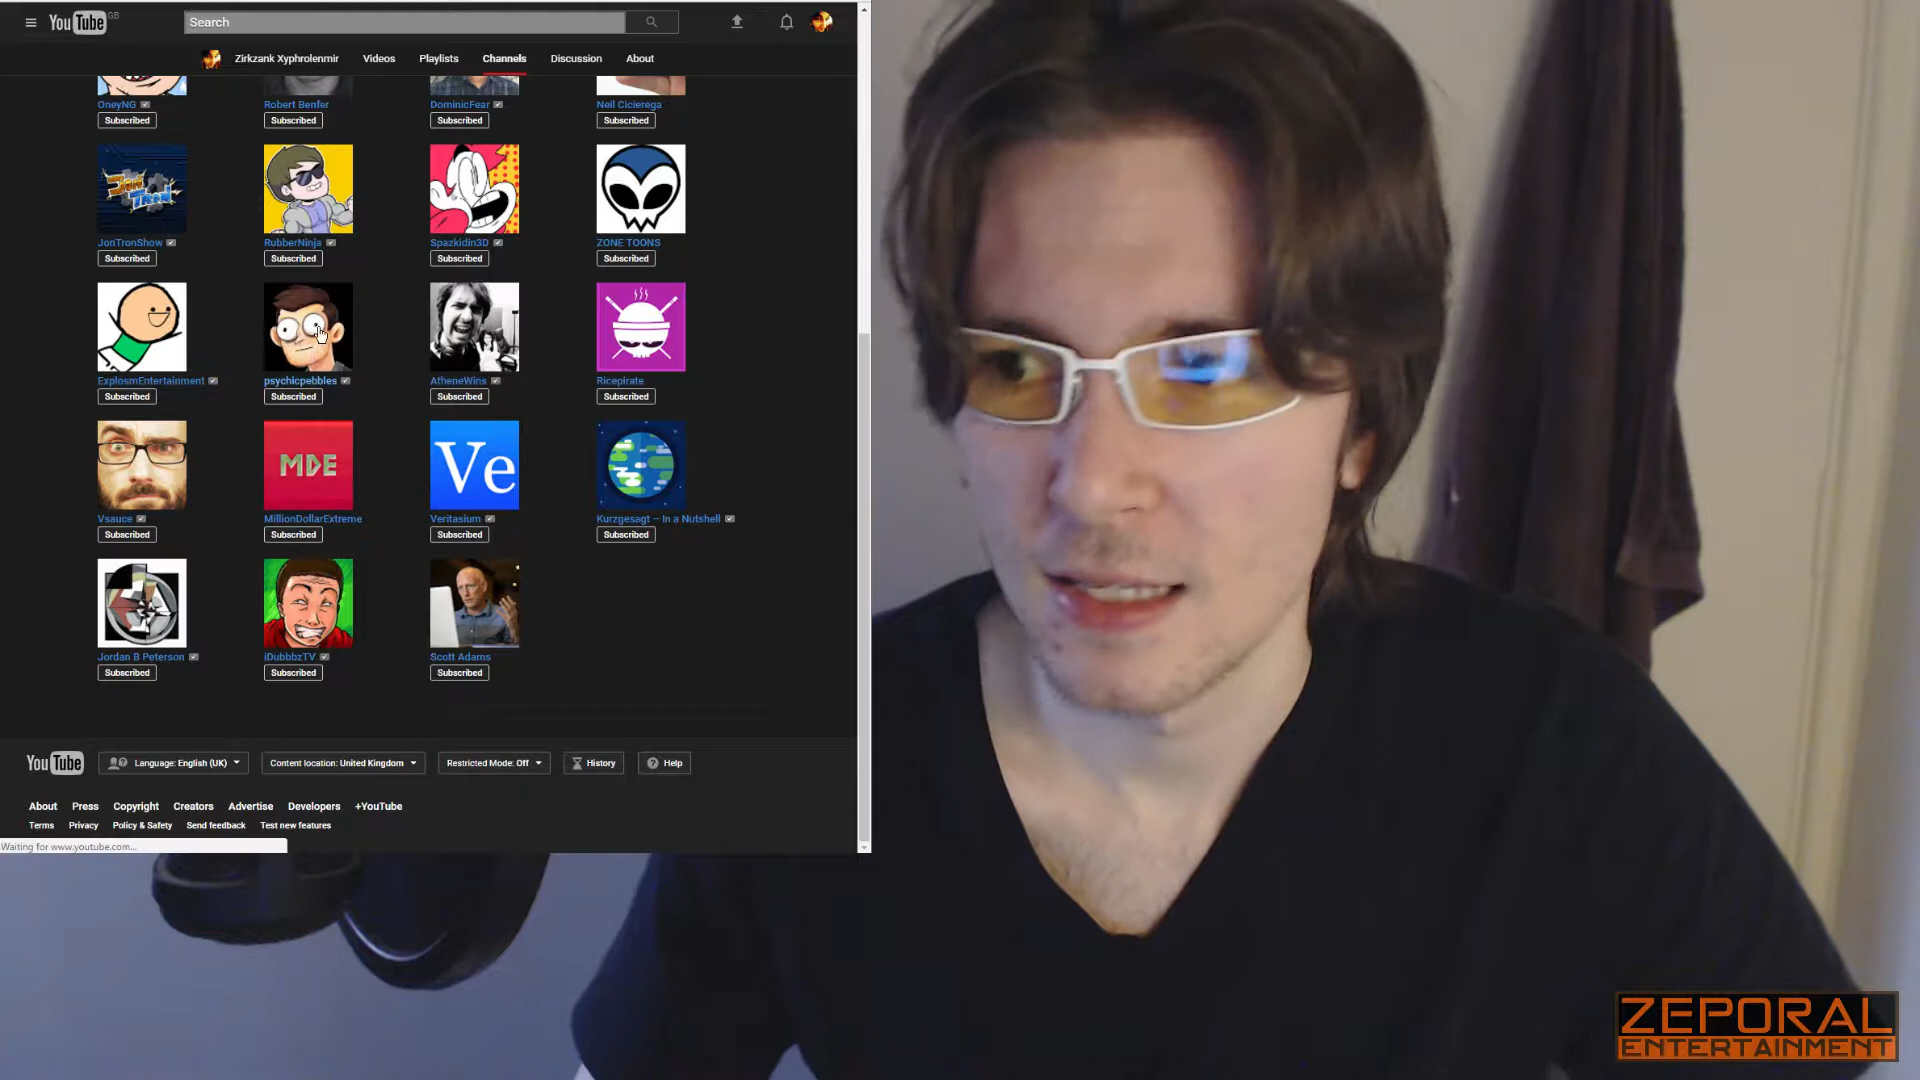 YouTube GB
Search
Zirkzank Xyphrolenmir Videos Playlists Channels Discussion About
OneyNG Robert Benfer DominicFear Neil Cicierega
Subscribed Subscribed Subscribed Subscribed
JON TRON
JonTronShow RubberNinja Spazkidin3D ZONE TOONS
Subscribed Subscribed Subscribed Subscribed
ExplosmEntertainment psychicpebbles AtheneWins Ricepirate
Subscribed Subscribed Subscribed Subscribed
MDE Ve
Vsauce MillionDollarExtreme Veritasium Kurzgesagt – In a Nutshell
Subscribed Subscribed Subscribed Subscribed
Jordan B Peterson iDubbbzTV Scott Adams
Subscribed Subscribed Subscribed
YouTube Language: English (UK) Content location: United Kingdom Restricted Mode: Off History Help
About Press Copyright Creators Advertise Developers +YouTube
Terms Privacy Policy & Safety Send feedback Test new features
Waiting for www.youtube.com...
ZEPORAL
ENTERTAINMENT